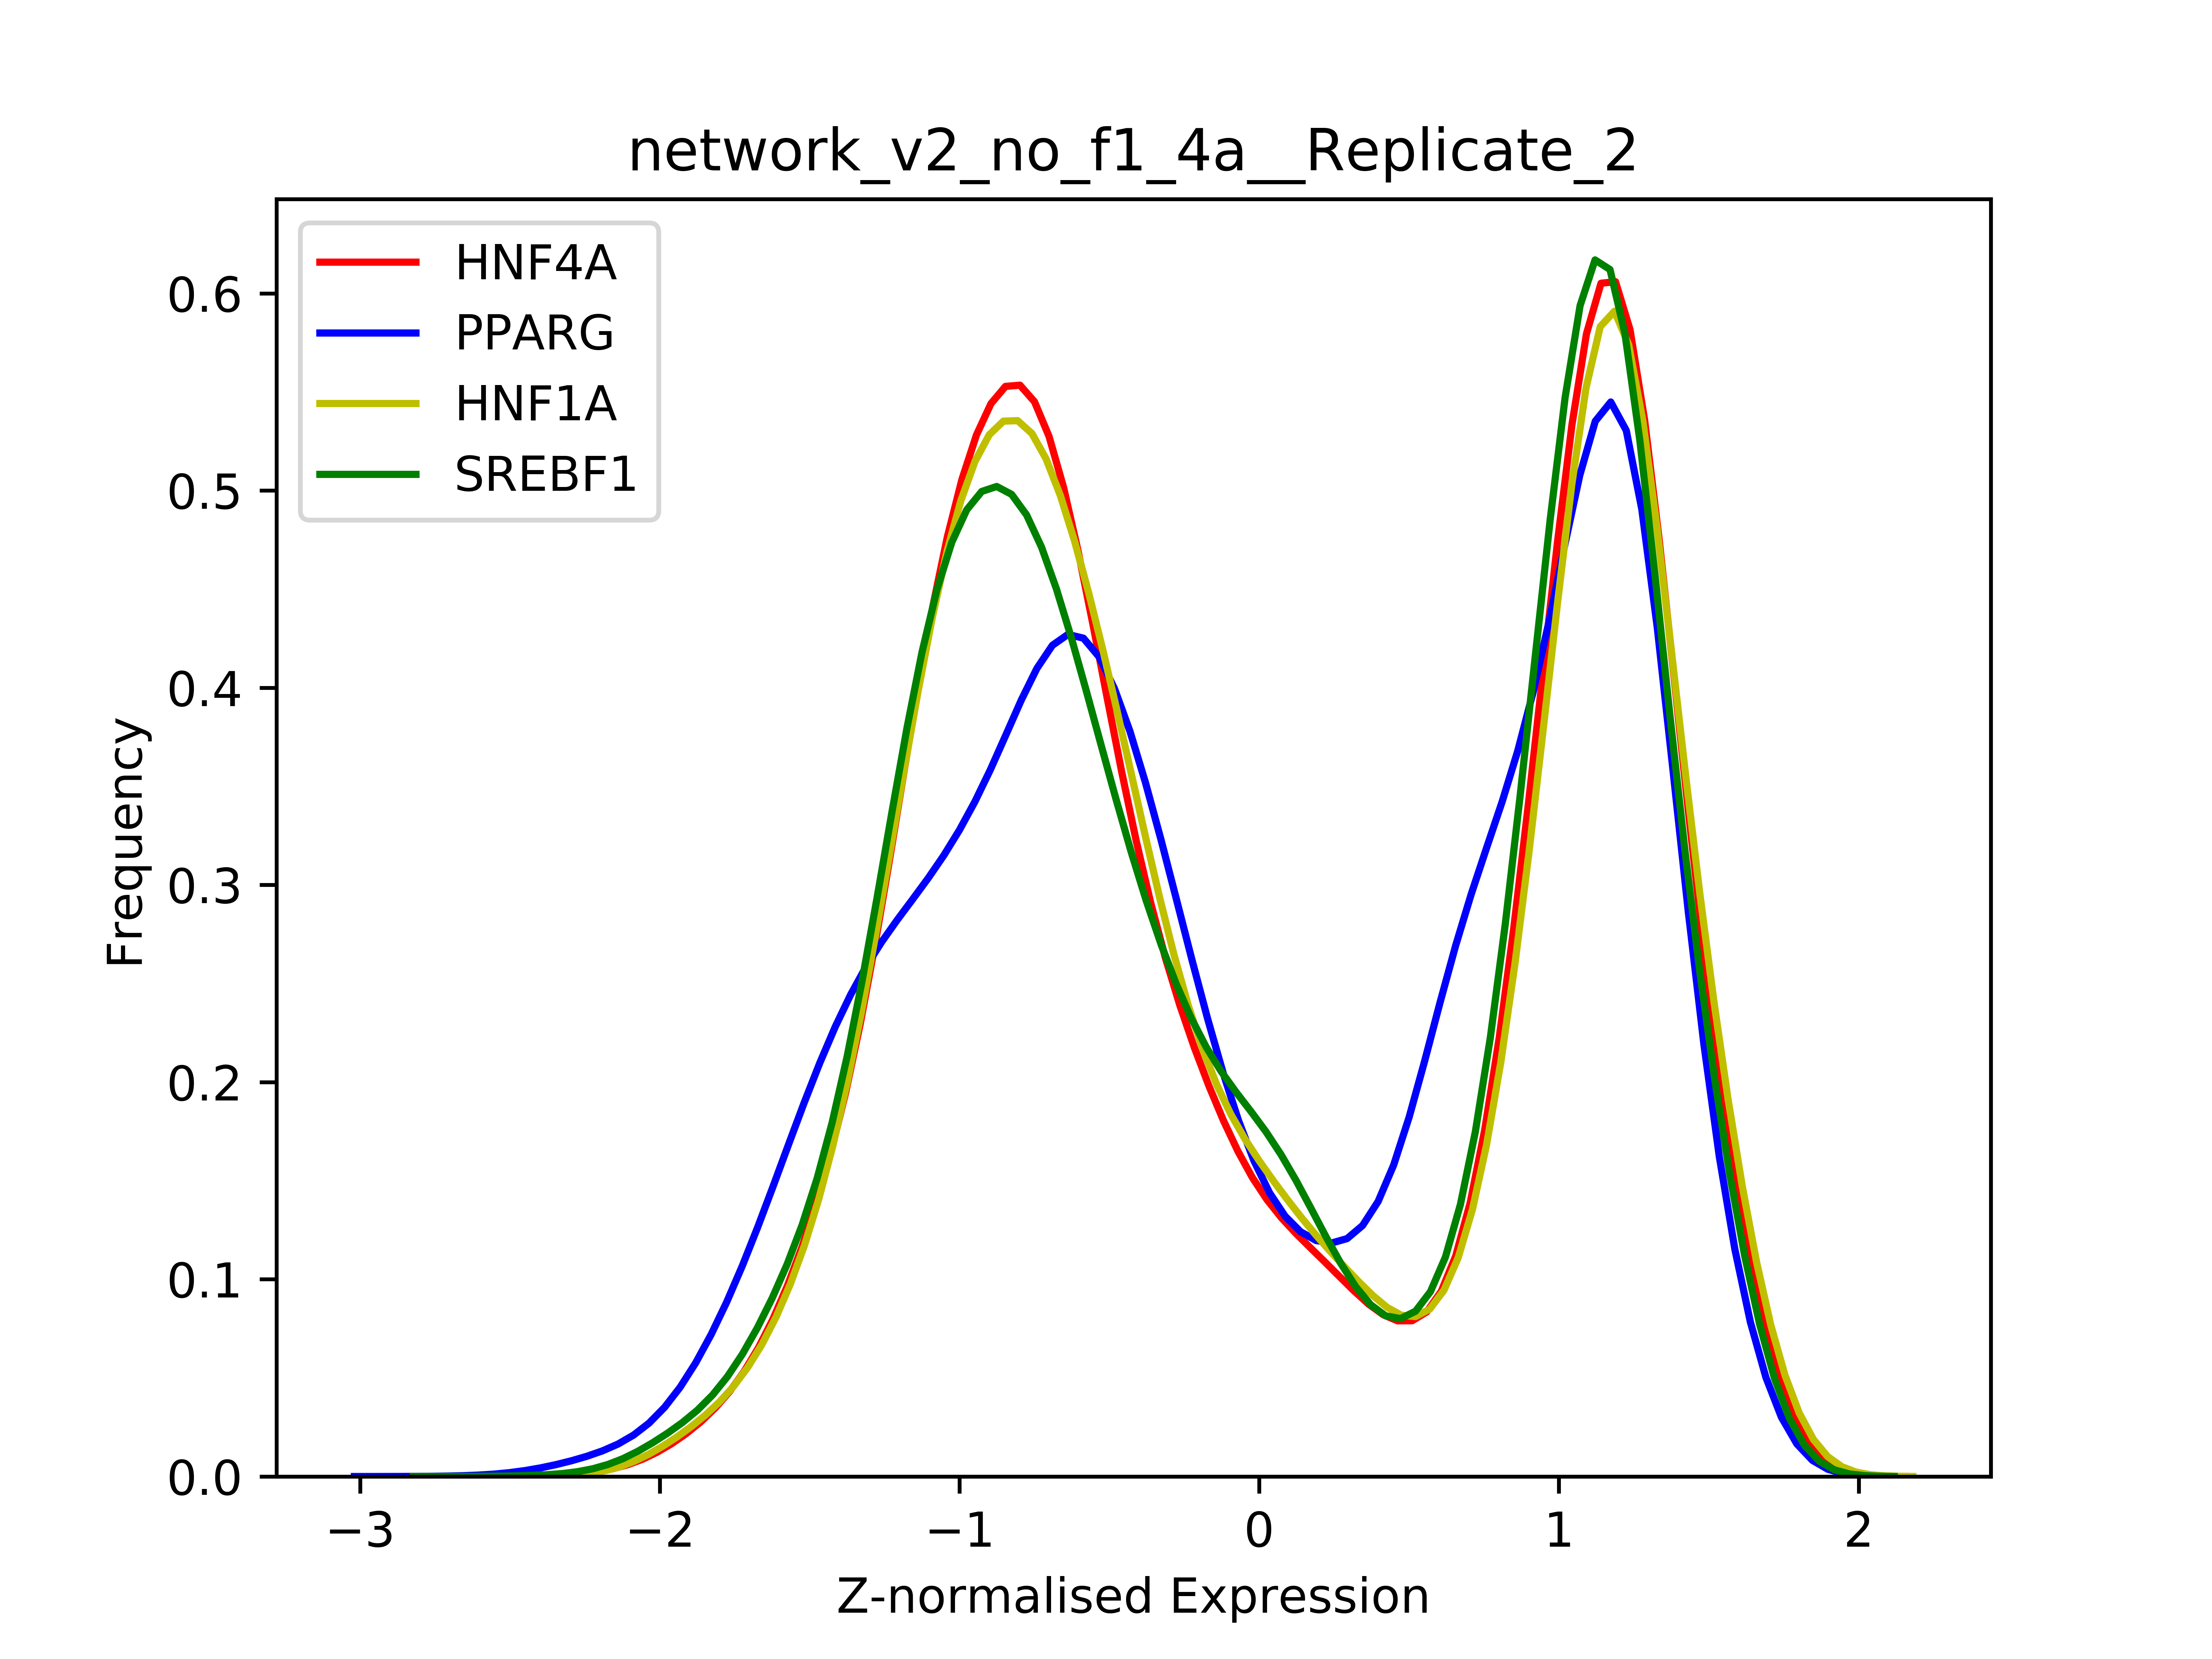 network_v2_no_f1_4a__Replicate_2
HNF4A
PPARG
HNF1A
SREBF1
0.6
0.5
0.4
0.3
0.2
0.1
0.0
Frequency
−3 −2 −1 0 1 2
Z-normalised Expression